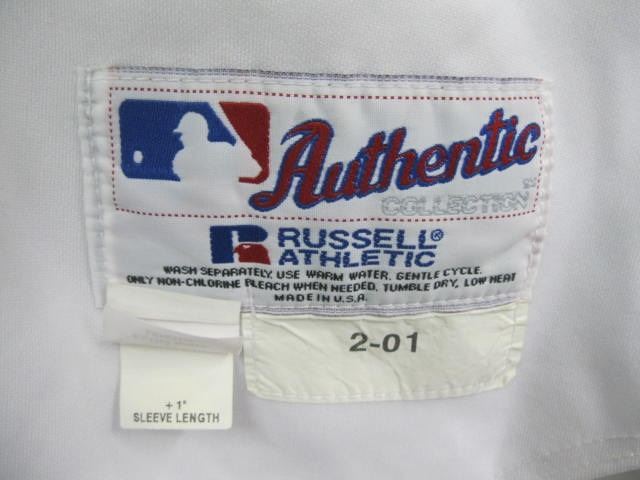 Authentic
COLLECTION™
R RUSSELL®
ATHLETIC
WASH SEPARATELY, USE WARM WATER. GENTLE CYCLE.
ONLY NON-CHLORINE BLEACH WHEN NEEDED, TUMBLE DRY, LOW HEAT
MADE IN U.S.A.
2-01
+1"
SLEEVE LENGTH